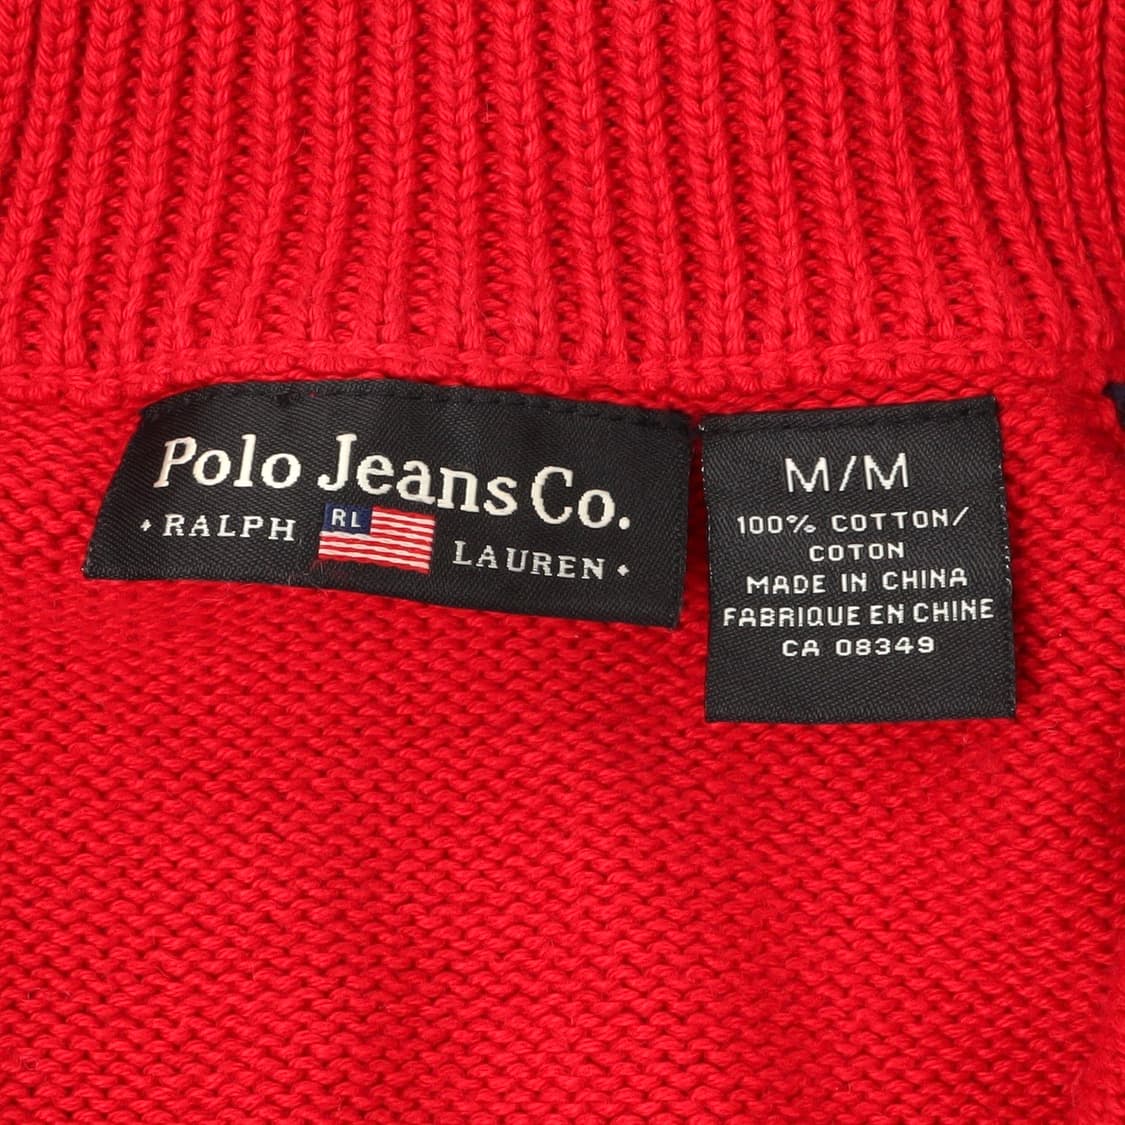 Polo Jeans Co.
RALPH RL LAUREN
M/M
100% COTTON/
COTON
MADE IN CHINA
FABRIQUE EN CHINE
CA 08349